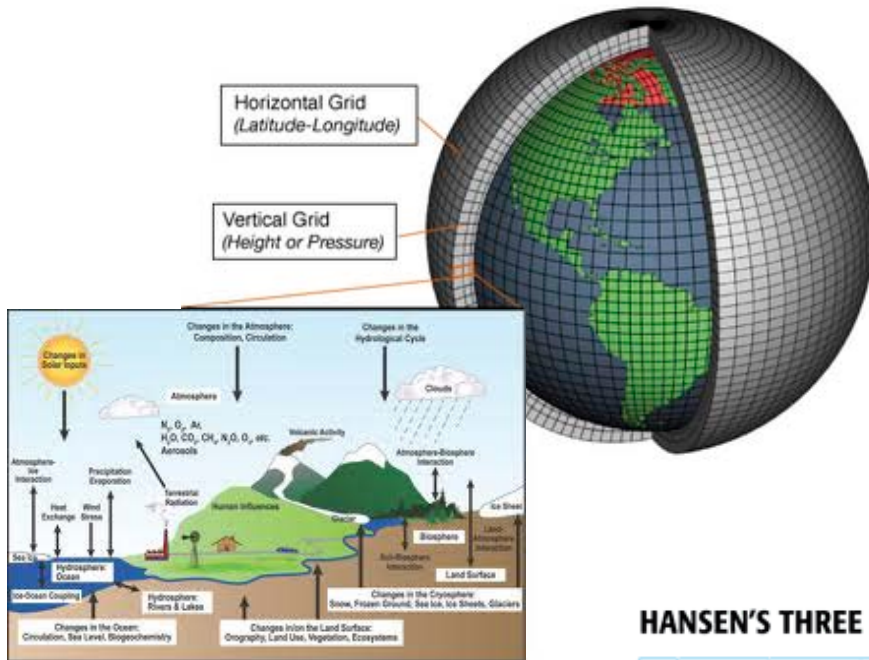 Horizontal Grid
(Latitude-Longitude)
Vertical Grid
(Height or Pressure)
Changes in
Solar Inputs
Changes in the Atmosphere:
Composition, Circulation
Changes in the
Hydrological Cycle
Clouds
Atmosphere
N₂, O₂, Ar,
H₂O, CO₂, CH₄, N₂O, O₃, etc.
Aerosols
Volcanic Activity
Atmosphere-
Ice
Interaction
Precipitation
Evaporation
Heat
Exchange
Wind
Stress
Terrestrial
Radiation
Human Influences
Atmosphere-Biosphere
Interaction
Glacier
Ice Sheet
Biosphere
Land-
Atmosphere
Interaction
Soil-Biosphere
Interaction
Land Surface
Sea Ice
Hydrosphere:
Ocean
Ice-Ocean Coupling
Hydrosphere:
Rivers & Lakes
Changes in the Cryosphere:
Snow, Frozen Ground, Sea Ice, Ice Sheets, Glaciers
Changes in the Ocean:
Circulation, Sea Level, Biogeochemistry
Changes in/on the Land Surface:
Orography, Land Use, Vegetation, Ecosystems
HANSEN'S THREE